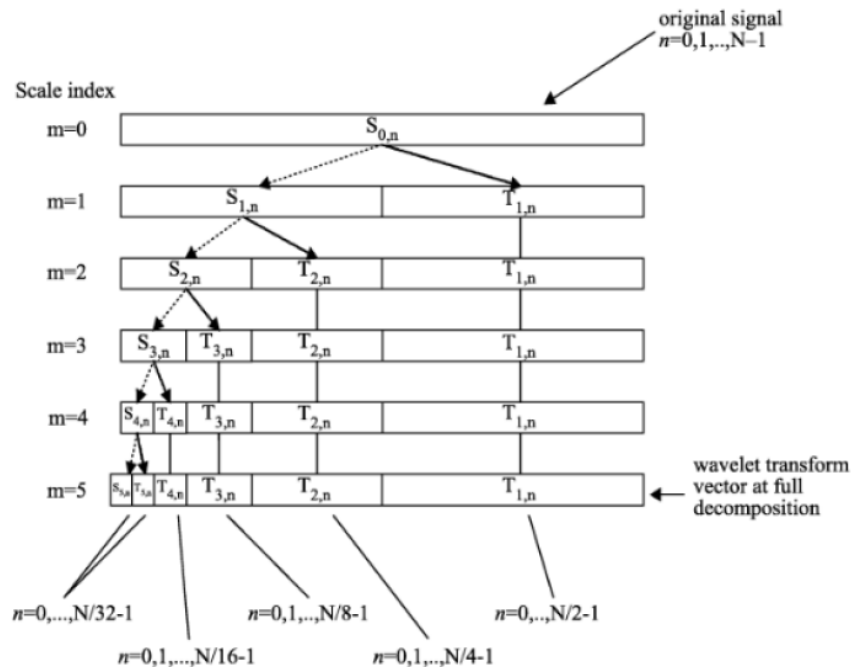 original signal
n=0,1,..,N–1
Scale index
m=0
S0,n
m=1
S1,n
T1,n
m=2
S2,n
T2,n
T1,n
m=3
S3,n
T3,n
T2,n
T1,n
m=4
S4,n
T4,n
T3,n
T2,n
T1,n
m=5
S5,n
T5,n
T4,n
T3,n
T2,n
T1,n
wavelet transform
vector at full
decomposition
n=0,...,N/32-1
n=0,1,..,N/8-1
n=0,..,N/2-1
n=0,1,...,N/16-1
n=0,1,..,N/4-1